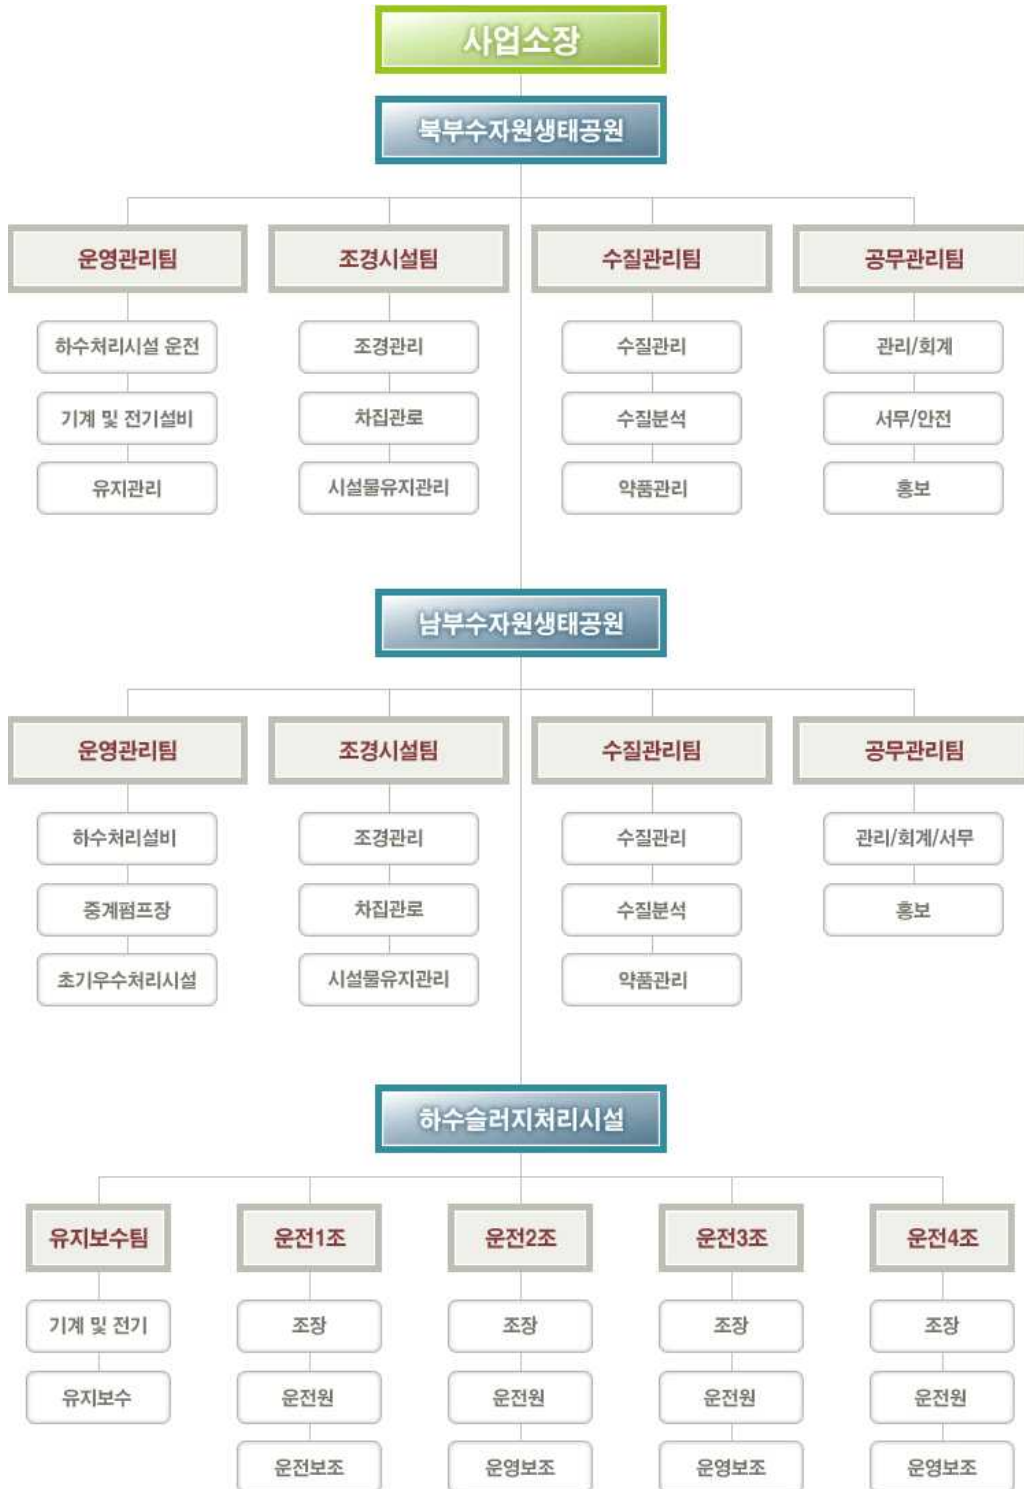 사업소장
북부수자원생태공원
운영관리팀 조경시설팀 수질관리팀 공무관리팀
하수처리시설 운전 조경관리 수질관리 관리/회계
기계 및 전기설비 차집관로 수질분석 서무/안전
유지관리 시설물유지관리 약품관리 홍보
남부수자원생태공원
운영관리팀 조경시설팀 수질관리팀 공무관리팀
하수처리설비 조경관리 수질관리 관리/회계/서무
중계펌프장 차집관로 수질분석 홍보
초기우수처리시설 시설물유지관리 약품관리
하수슬러지처리시설
유지보수팀 운전1조 운전2조 운전3조 운전4조
기계 및 전기 조장 조장 조장 조장
유지보수 운전원 운전원 운전원 운전원
운전보조 운영보조 운영보조 운영보조